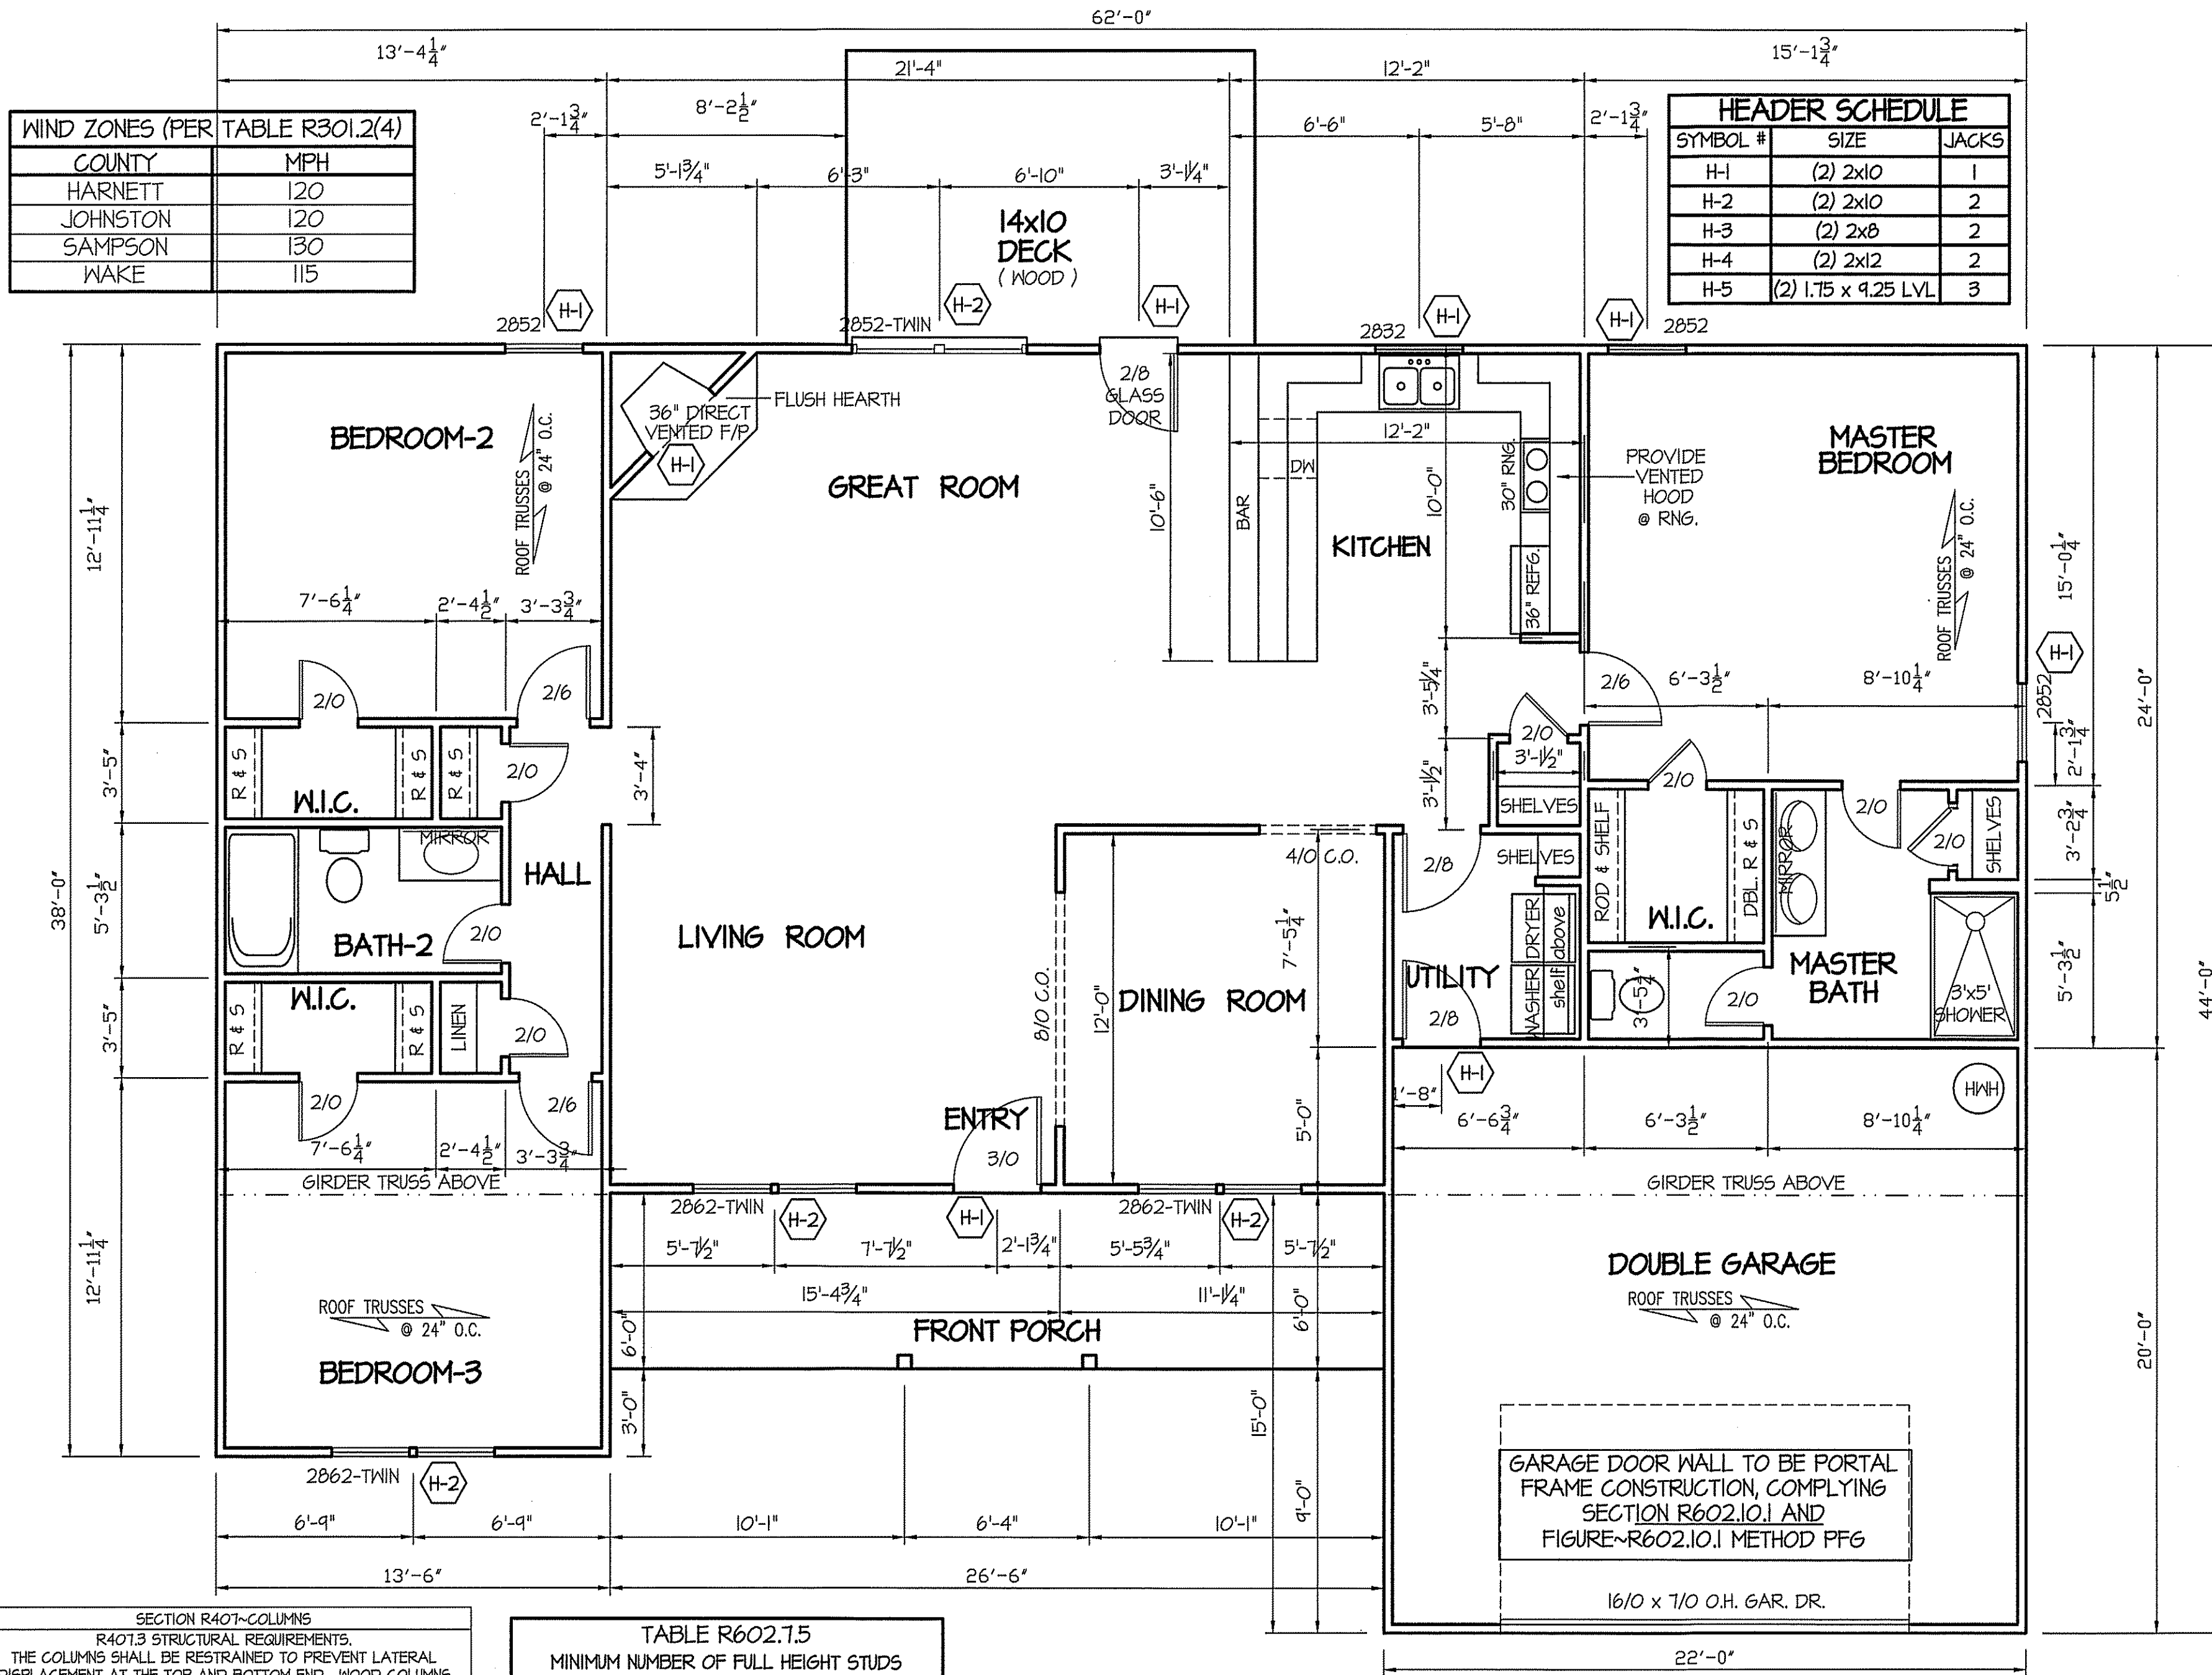 62'-0"
13'-4 1/4"
21'-4"
12'-2"
15'-1 3/4"
WIND ZONES (PER TABLE R301.2(4)
COUNTY MPH
HARNETT 120
JOHNSTON 120
SAMPSON 130
WAKE 115
2'-1 3/4"
8'-2 1/2"
6'-6"
5'-8"
2'-1 3/4"
5'-1 3/4"
6'-3"
6'-10"
3'-1 1/4"
HEADER SCHEDULE
SYMBOL # SIZE JACKS
H-1 (2) 2x10 1
H-2 (2) 2x10 2
H-3 (2) 2x8 2
H-4 (2) 2x12 2
H-5 (2) 1.75 x 9.25 LVL 3
14x10
DECK
( WOOD )
2852
H-1
2852-TWIN
H-2
H-1
2832
H-1
H-1
2852
BEDROOM-2
ROOF TRUSSES
@ 24" O.C.
36" DIRECT
VENTED F/P
H-1
FLUSH HEARTH
GREAT ROOM
2/8
GLASS
DOOR
10'-6"
BAR
DW
12'-2"
10'-0"
30" RNG.
36" REFG.
KITCHEN
PROVIDE
VENTED
HOOD
@ RNG.
MASTER
BEDROOM
ROOF TRUSSES
@ 24" O.C.
12'-11 1/4"
15'-0 1/4"
H-1
2852
24'-0"
2'-1 3/4"
7'-6 1/4"
2'-4 1/2"
3'-3 3/4"
2/0
2/6
3'-5 1/4"
2/6
6'-3 1/2"
8'-10 1/4"
3'-5"
R & S
R & S
R & S
W.I.C.
2/0
3'-4"
3'-1 1/2"
2/0
3'-1 1/2"
SHELVES
2/0
2/0
2/0
SHELVES
3'-2 3/4"
5 1/2"
MIRROR
BATH-2
2/0
HALL
5'-3 1/2"
38'-0"
4/0 C.O.
2/8
SHELVES
ROD & SHELF
DBL. R & S
W.I.C.
MIRROR
LIVING ROOM
8/0 C.O.
12'-0"
DINING ROOM
7'-5 1/4"
UTILITY
2/8
DRYER
above
WASHER
shelf
3'-5 1/4"
2/0
MASTER
BATH
3'x5'
SHOWER
5'-3 1/2"
44'-0"
3'-5"
R & S
R & S
W.I.C.
LINEN
2/0
2/0
2/6
7'-6 1/4"
2'-4 1/2"
3'-3 3/4"
GIRDER TRUSS ABOVE
ENTRY
3/0
5'-0"
1'-8"
H-1
6'-6 3/4"
6'-3 1/2"
8'-10 1/4"
HWH
GIRDER TRUSS ABOVE
2862-TWIN
H-2
H-1
2862-TWIN
H-2
5'-7 1/2"
7'-7 1/2"
2'-1 3/4"
5'-5 3/4"
5'-7 1/2"
15'-4 3/4"
11'-1 1/4"
12'-11 1/4"
6'-0"
6'-0"
FRONT PORCH
DOUBLE GARAGE
ROOF TRUSSES
@ 24" O.C.
ROOF TRUSSES
@ 24" O.C.
BEDROOM-3
3'-0"
15'-0"
9'-0"
20'-0"
2862-TWIN
H-2
GARAGE DOOR WALL TO BE PORTAL
FRAME CONSTRUCTION, COMPLYING
SECTION R602.10.1 AND
FIGURE~R602.10.1 METHOD PFG
6'-9"
6'-9"
10'-1"
6'-4"
10'-1"
13'-6"
26'-6"
16/0 x 7/0 O.H. GAR. DR.
22'-0"
SECTION R407~COLUMNS
R407.3 STRUCTURAL REQUIREMENTS.
THE COLUMNS SHALL BE RESTRAINED TO PREVENT LATERAL
DISPLACEMENT AT THE TOP AND BOTTOM END. WOOD COLUMNS
TABLE R602.7.5
MINIMUM NUMBER OF FULL HEIGHT STUDS